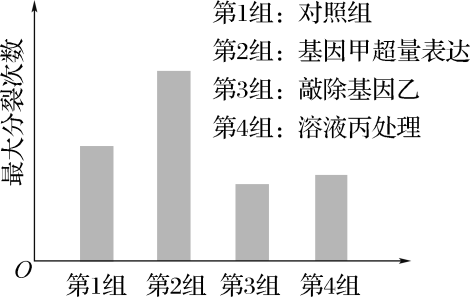 第1组：对照组
第2组：基因甲超量表达
第3组：敲除基因乙
第4组：溶液丙处理
最大分裂次数
O
第1组 第2组 第3组 第4组